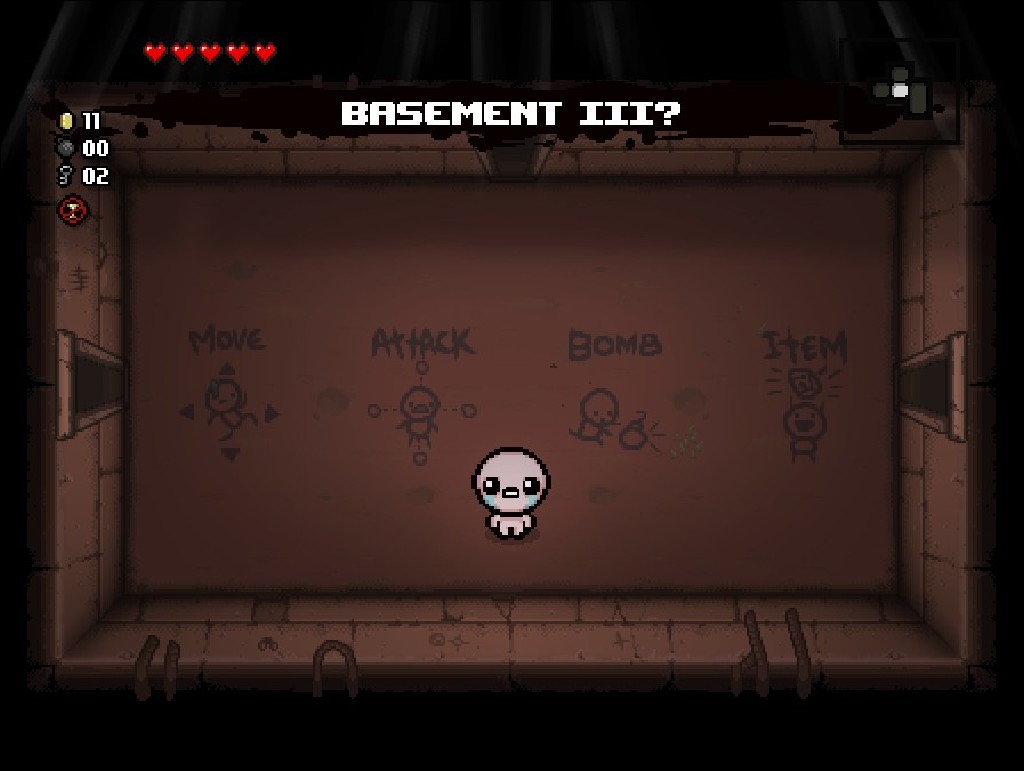 BASEMENT III?
11
00
02
MOVE
ATTACK
BOMB
ITEM